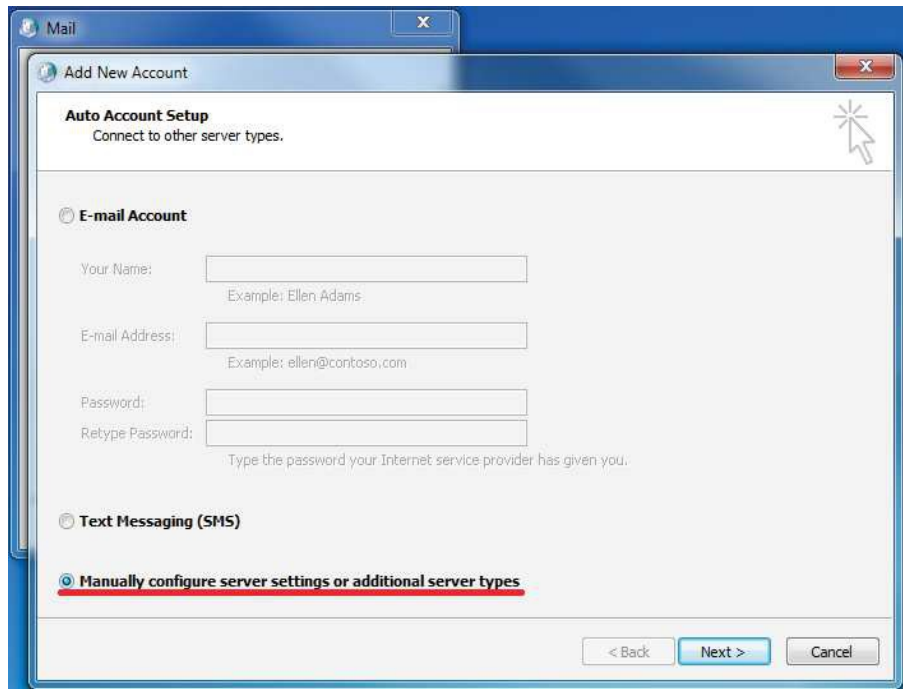 Mail
Add New Account
Auto Account Setup
Connect to other server types.
E-mail Account
Your Name:
Example: Ellen Adams
E-mail Address:
Example: ellen@contoso.com
Password:
Retype Password:
Type the password your Internet service provider has given you.
Text Messaging (SMS)
Manually configure server settings or additional server types
< Back Next > Cancel